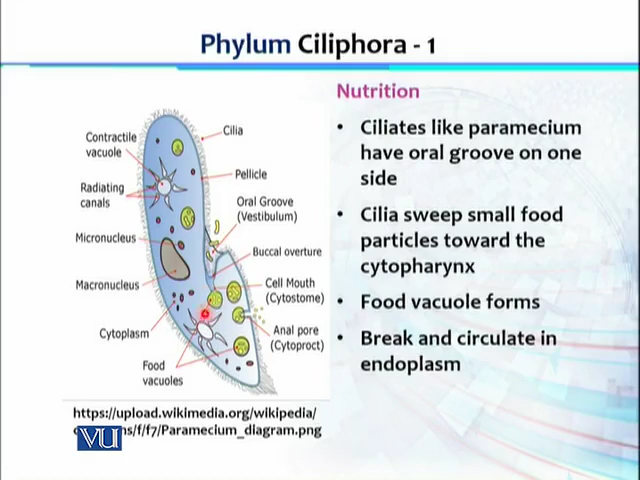 Phylum Ciliphora - 1
Nutrition
• Ciliates like paramecium
have oral groove on one
side
• Cilia sweep small food
particles toward the
cytopharynx
• Food vacuole forms
• Break and circulate in
endoplasm
Cilia
Contractile
vacuole
Pellicle
Radiating
canals
Oral Groove
(Vestibulum)
Micronucleus
Buccal overture
Macronucleus
Cell Mouth
(Cytostome)
Cytoplasm
Anal pore
(Cytoproct)
Food
vacuoles
https://upload.wikimedia.org/wikipedia/
ns/f/f7/Paramecium_diagram.png
VU